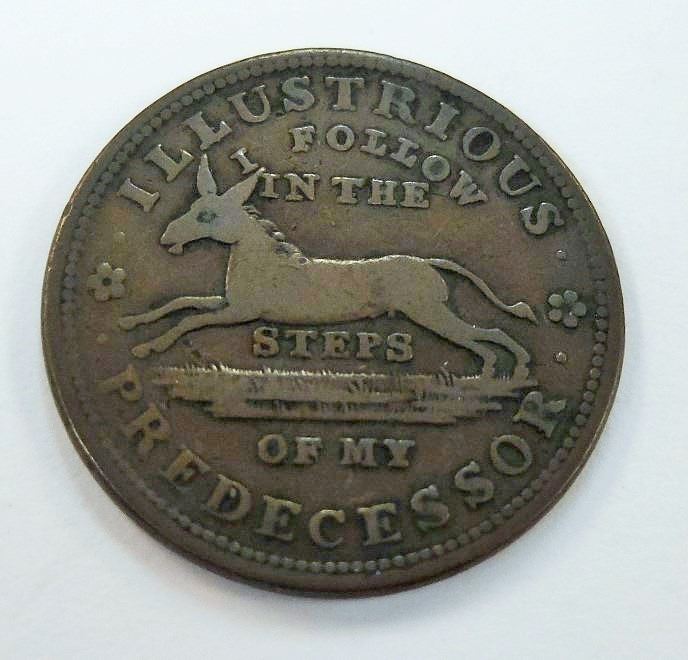 ILLUSTRIOUS
I FOLLOW
IN THE
STEPS
OF MY
PREDECESSOR